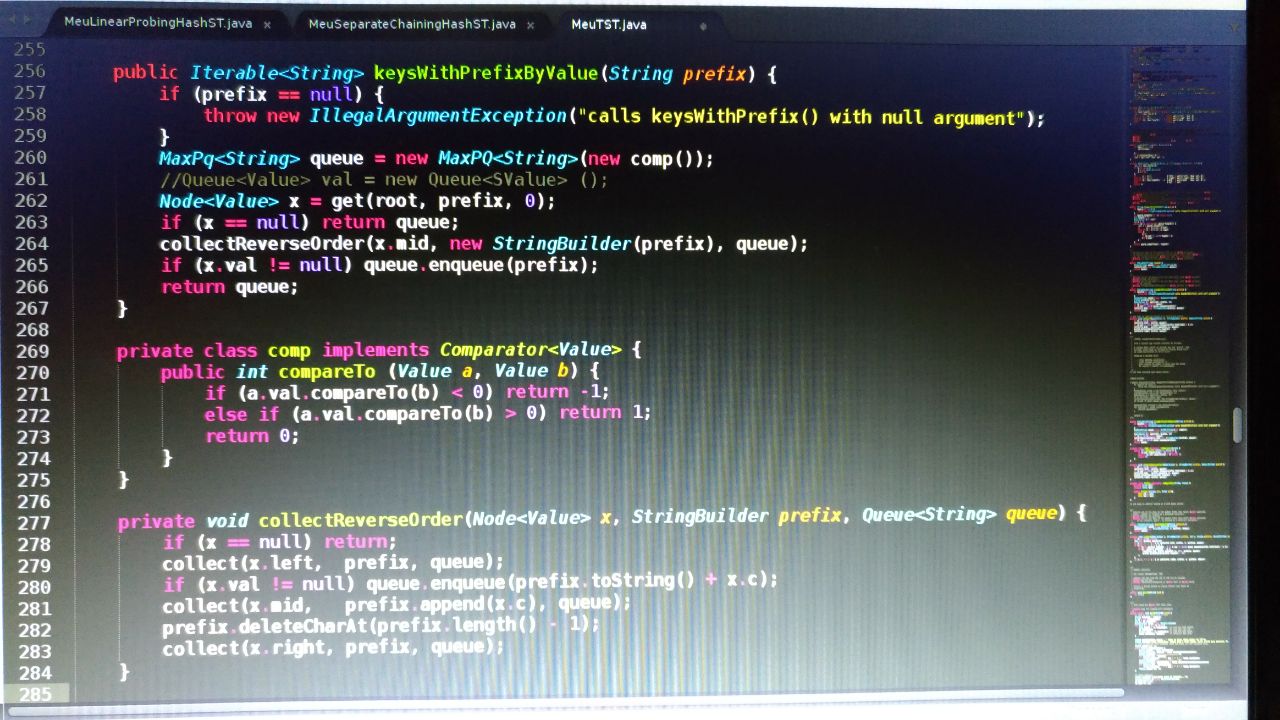 MeuLinearProbingHashST.java × MeuSeparateChainingHashST.java × MeuTST.java
255
256 public Iterable<String> keysWithPrefixByValue(String prefix) {
257 if (prefix == null) {
258 throw new IllegalArgumentException("calls keysWithPrefix() with null argument");
259 }
260 MaxPq<String> queue = new MaxPQ<String>(new comp());
261 //Queue<Value> val = new Queue<SValue> ();
262 Node<Value> x = get(root, prefix, 0);
263 if (x == null) return queue;
264 collectReverseOrder(x.mid, new StringBuilder(prefix), queue);
265 if (x.val != null) queue.enqueue(prefix);
266 return queue;
267 }
268
269 private class comp implements Comparator<Value> {
270 public int compareTo (Value a, Value b) {
271 if (a.val.compareTo(b) < 0) return -1;
272 else if (a.val.compareTo(b) > 0) return 1;
273 return 0;
274 }
275 }
276
277 private void collectReverseOrder(Node<Value> x, StringBuilder prefix, Queue<String> queue) {
278 if (x == null) return;
279 collect(x.left, prefix, queue);
280 if (x.val != null) queue.enqueue(prefix.toString() + x.c);
281 collect(x.mid, prefix.append(x.c), queue);
282 prefix.deleteCharAt(prefix.length() - 1);
283 collect(x.right, prefix, queue);
284 }
285